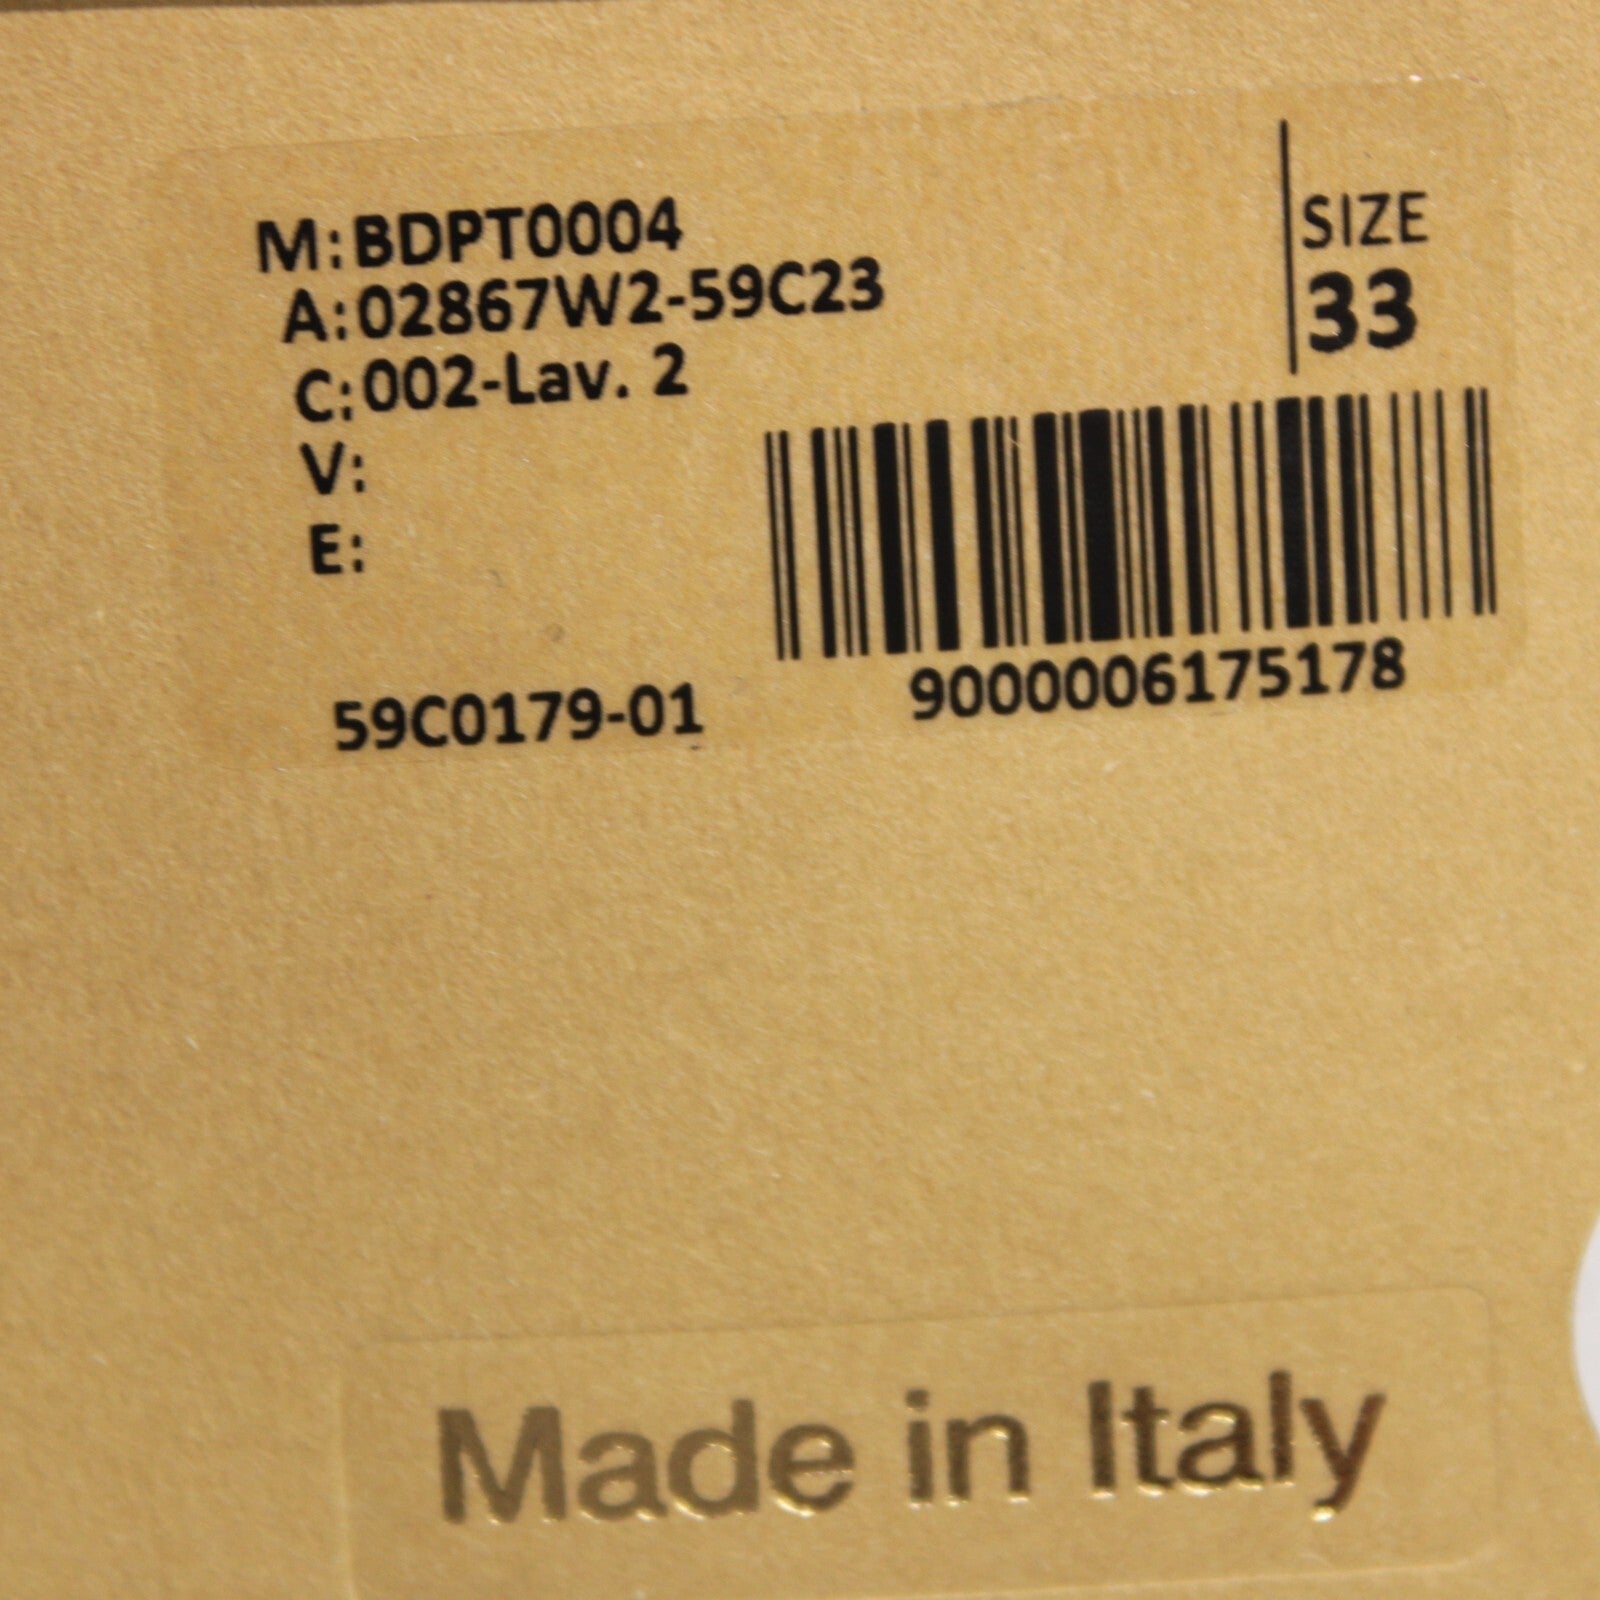 M: BDPT0004
A: 02867W2-59C23
C: 002-Lav. 2
V:
E:
SIZE
33
59C0179-01
9000006175178
Made in Italy